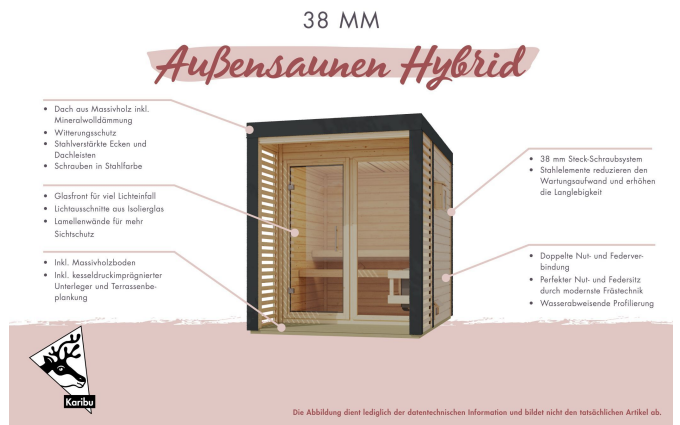 38 MM
Außensaunen Hybrid
• Dach aus Massivholz inkl.
Mineralwolldämmung
• Witterungsschutz
• Stahlverstärkte Ecken und
Dachleisten
• Schrauben in Stahlfarbe
• Glasfront für viel Lichteinfall
• Lichtausschnitte aus Isolierglas
• Lamellenwände für mehr
Sichtschutz
• Inkl. Massivholzboden
• Inkl. kesseldruckimprägnierter
Unterleger und Terrassenbe-
plankung
• 38 mm Steck-Schraubsystem
• Stahlelemente reduzieren den
Wartungsaufwand und erhöhen
die Langlebigkeit
• Doppelte Nut- und Federver-
bindung
• Perfekter Nut- und Federsitz
durch modernste Frästechnik
• Wasserabweisende Profilierung
Karibu
Die Abbildung dient lediglich der datentechnischen Information und bildet nicht den tatsächlichen Artikel ab.